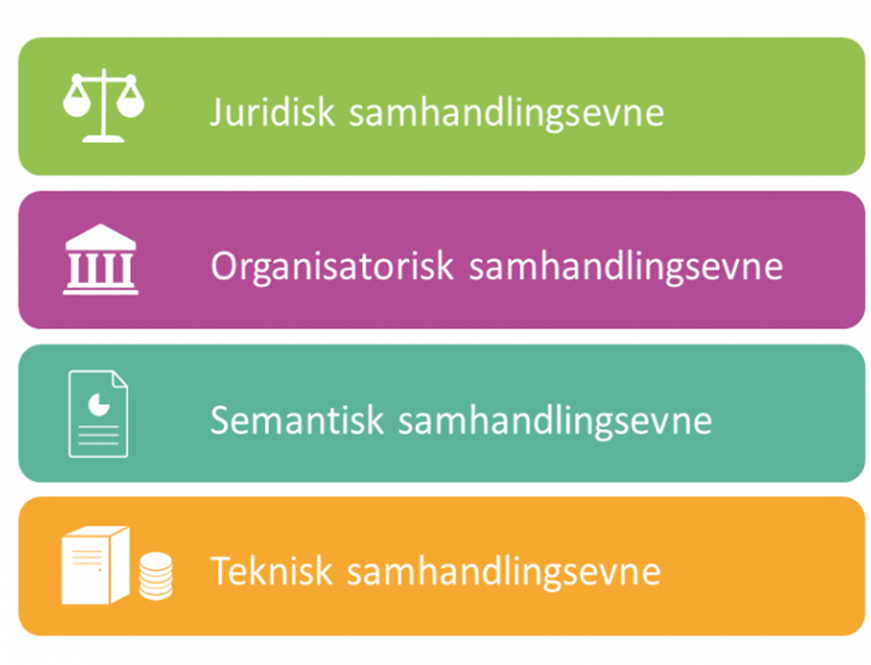 Juridisk samhandlingsevne
Organisatorisk samhandlingsevne
Semantisk samhandlingsevne
Teknisk samhandlingsevne